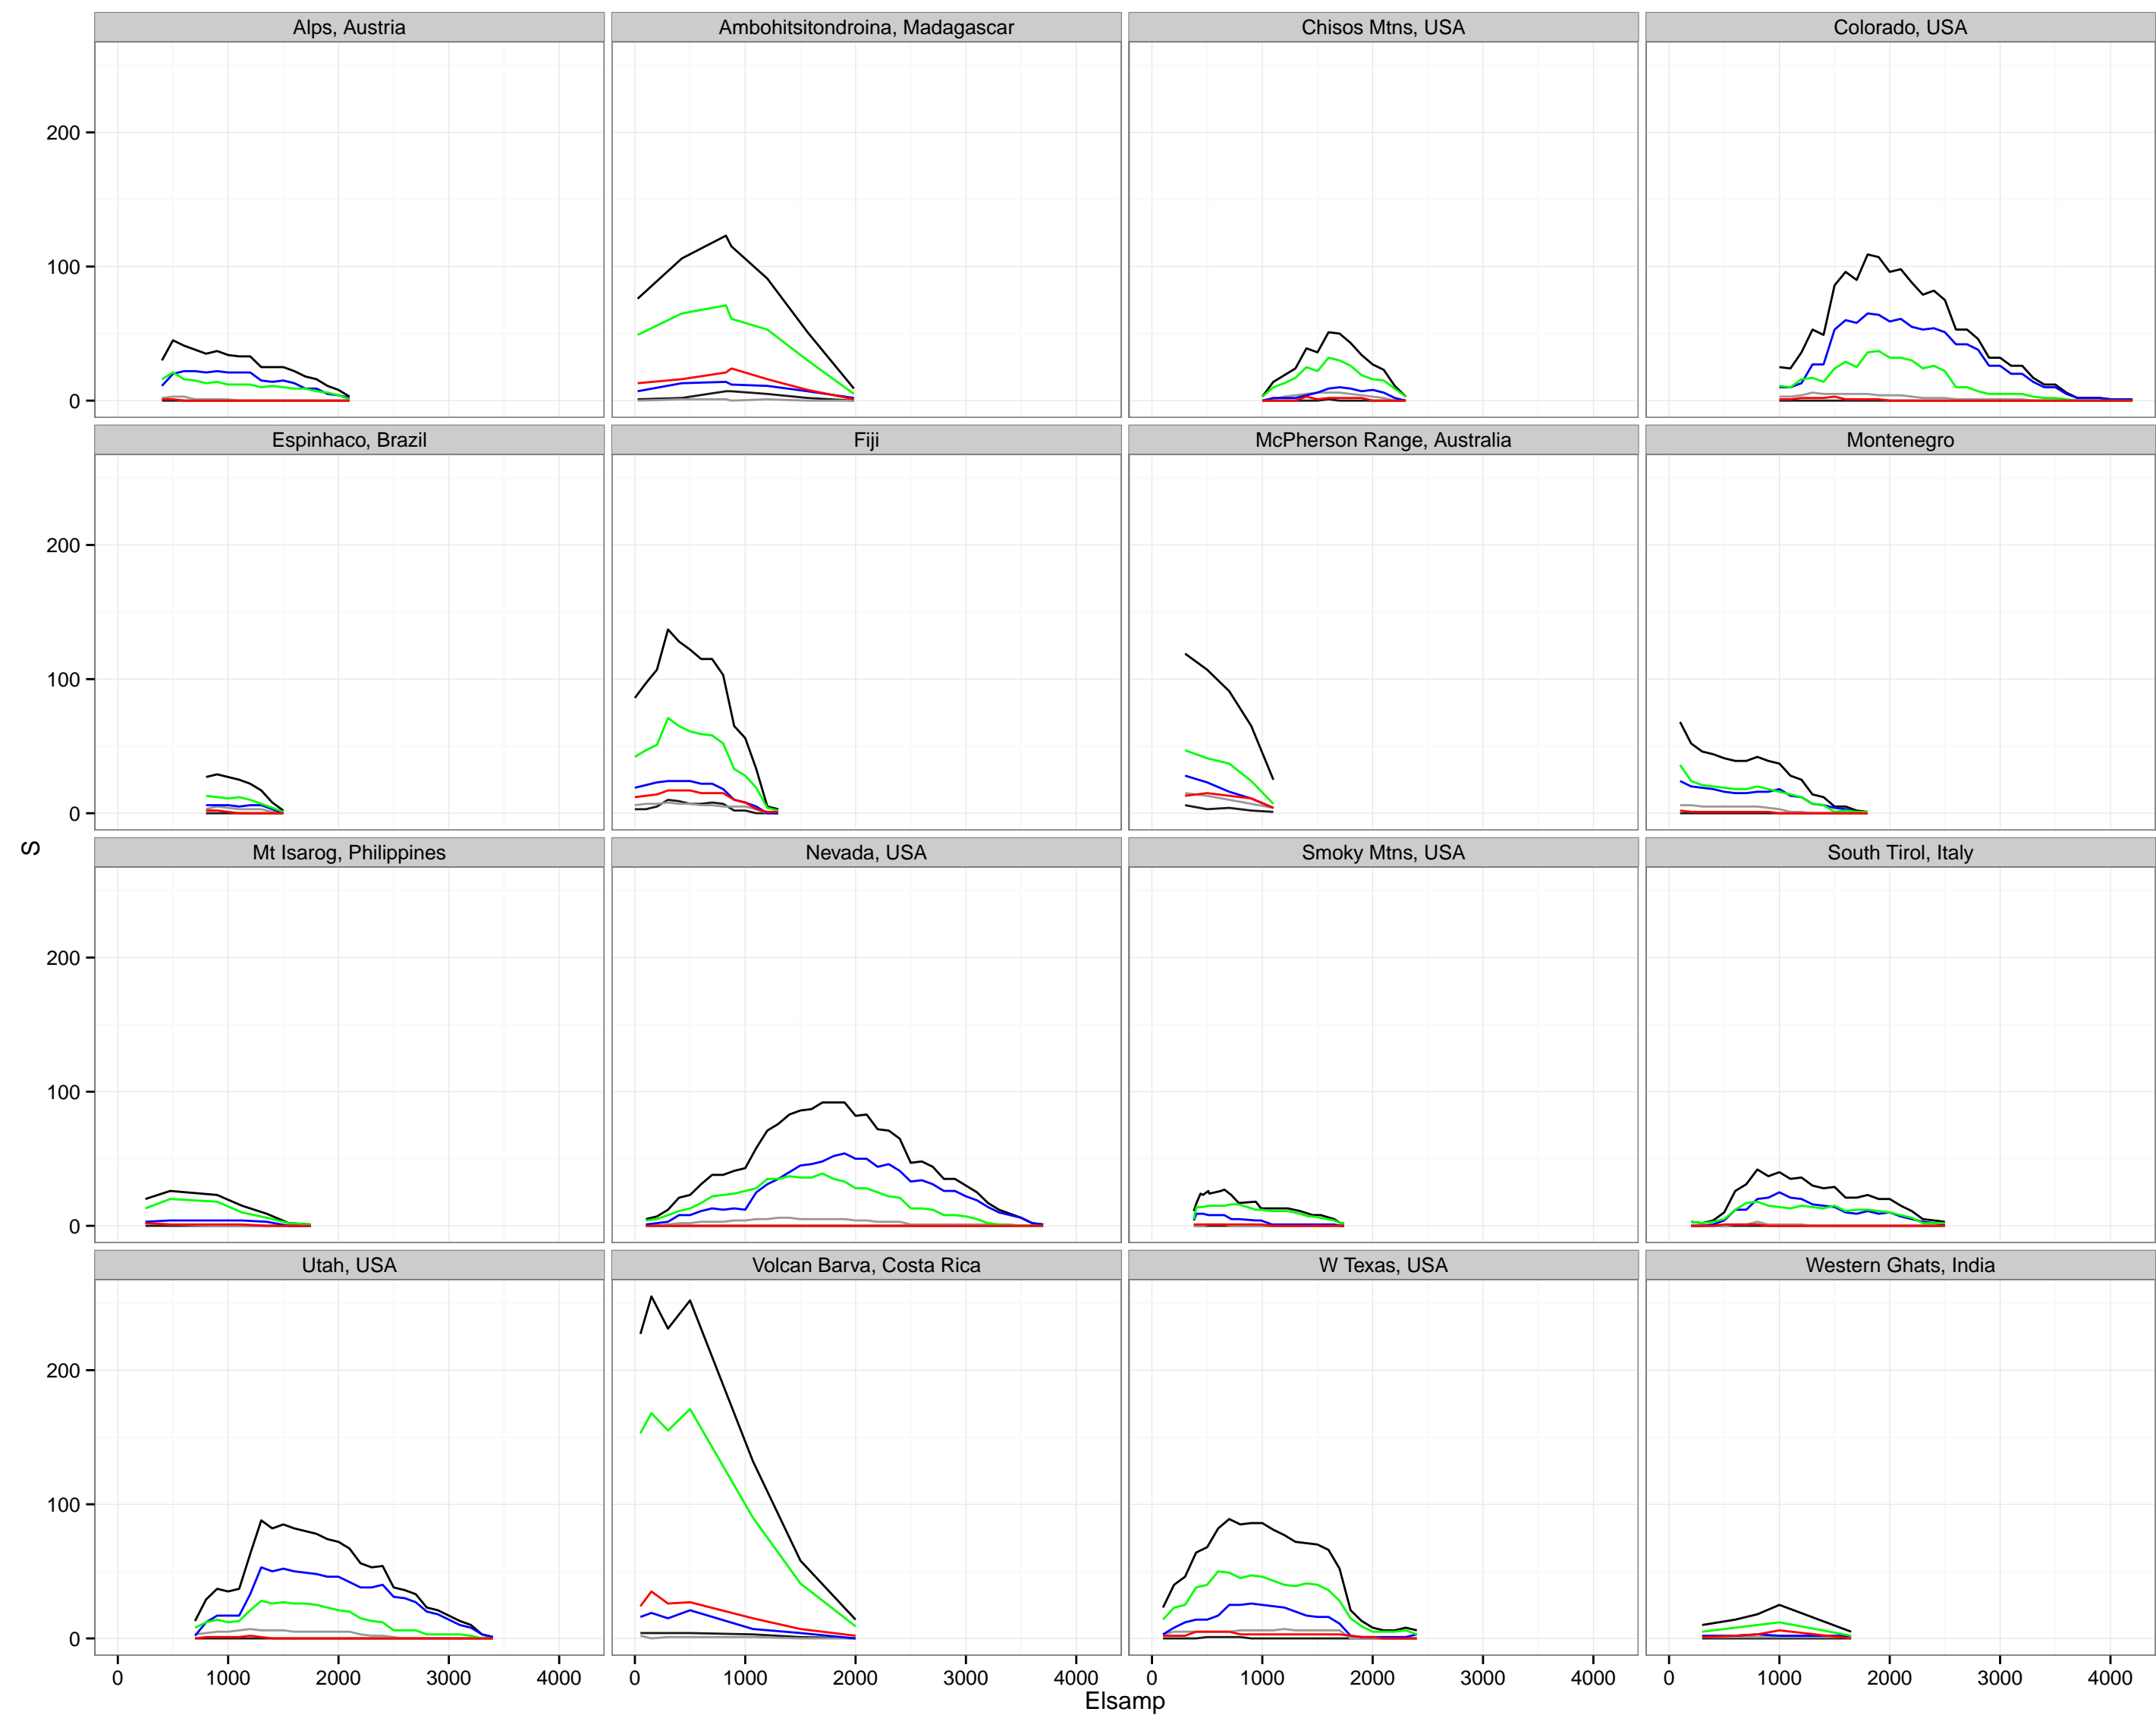 Alps, Austria
Ambohitsitondroina, Madagascar
Chisos Mtns, USA
Colorado, USA
200
100
0
Espinhaco, Brazil
Fiji
McPherson Range, Australia
Montenegro
200
100
0
S
Mt Isarog, Philippines
Nevada, USA
Smoky Mtns, USA
South Tirol, Italy
200
100
0
Utah, USA
Volcan Barva, Costa Rica
W Texas, USA
Western Ghats, India
200
100
0
0 1000 2000 3000 4000
0 1000 2000 3000 4000
0 1000 2000 3000 4000
0 1000 2000 3000 4000
Elsamp